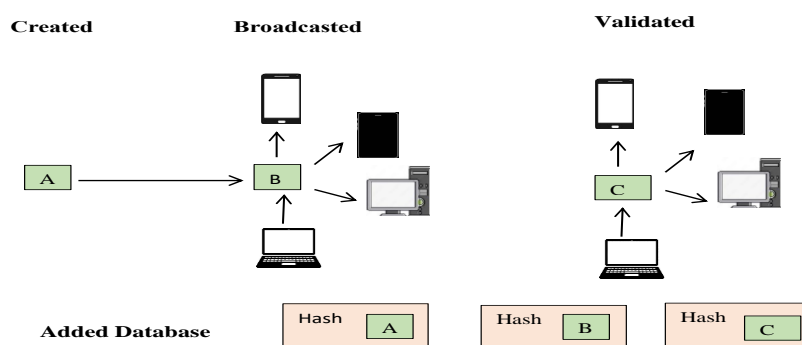 Created Broadcasted Validated
A B C
Added Database Hash A Hash B Hash C